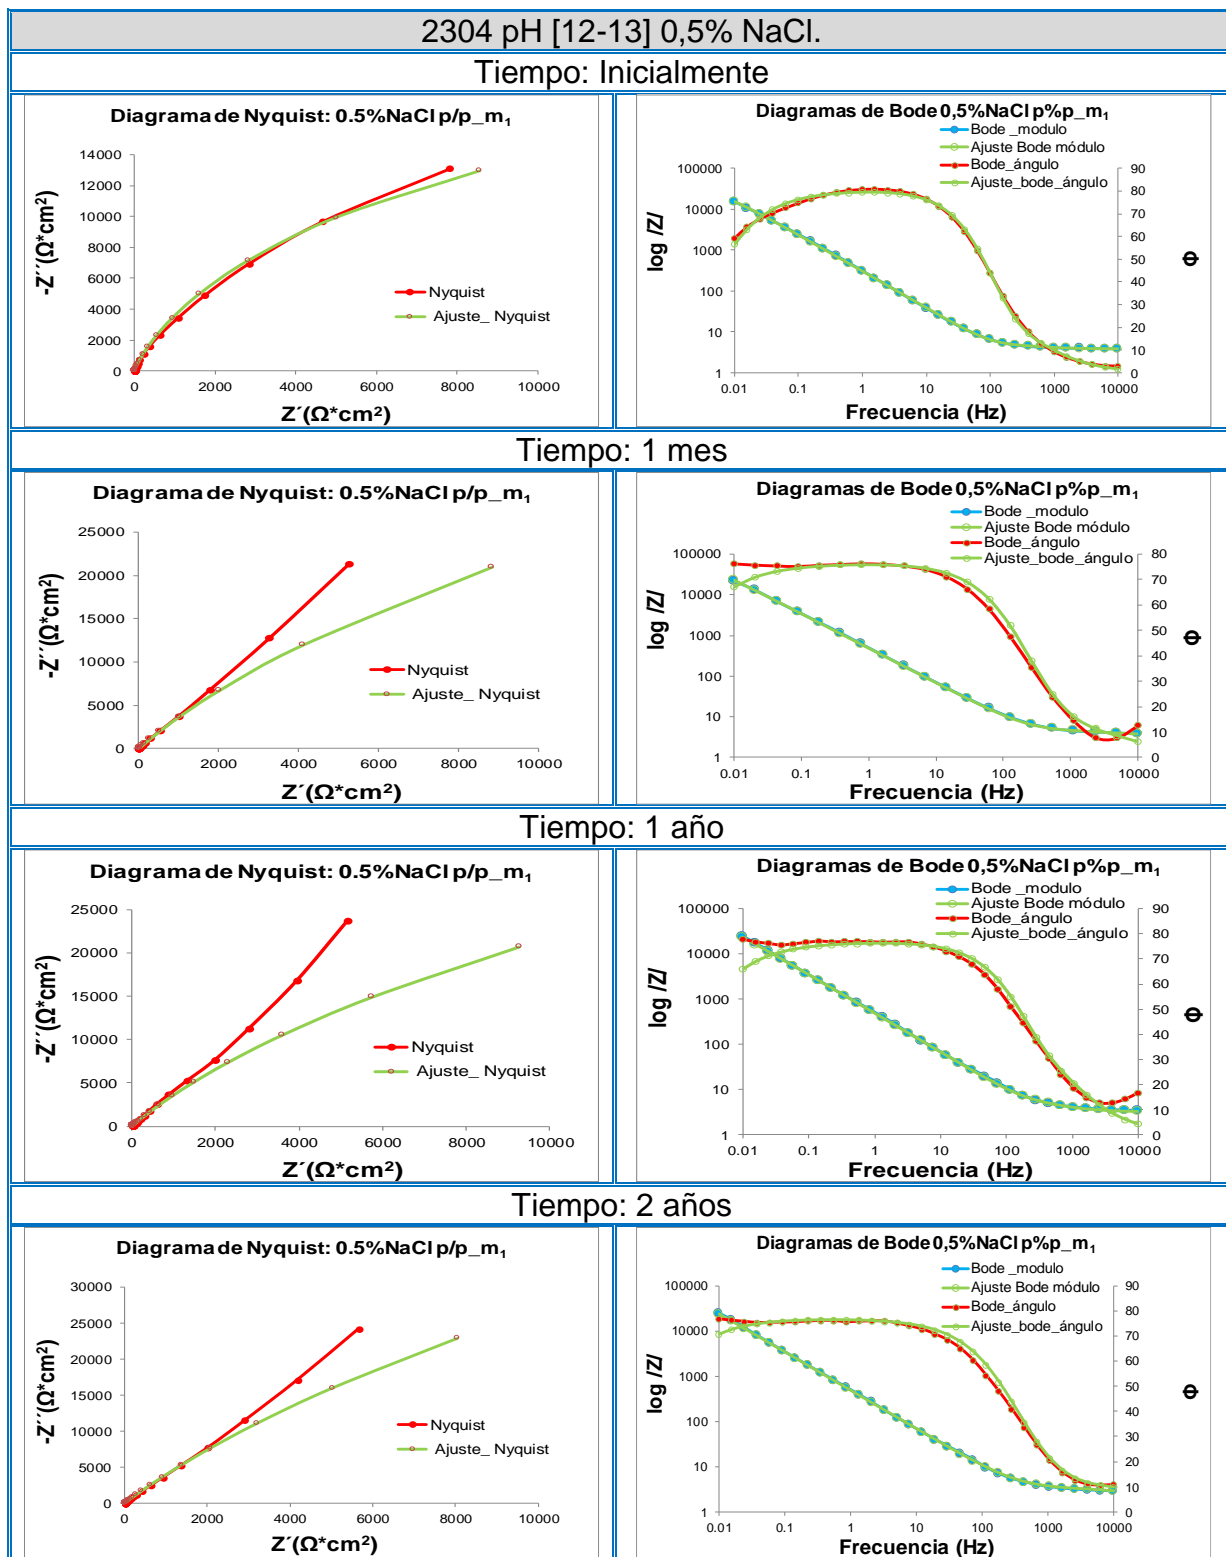 2304 pH [12-13] 0,5% NaCl.
Tiempo: Inicialmente
Diagrama de Nyquist: 0.5%NaCl p/p_m1
-Z´´(Ω*cm2)
14000
12000
10000
8000
6000
4000
2000
0
0 2000 4000 6000 8000 10000
Z´(Ω*cm2)
Nyquist
Ajuste_ Nyquist
Diagramas de Bode 0,5%NaCl p%p_m1
Bode _modulo
Ajuste Bode módulo
Bode_ángulo
Ajuste_bode_ángulo
log /Z/
100000
10000
1000
100
10
1
0.01 0.1 1 10 100 1000 10000
Frecuencia (Hz)
90
80
70
60
50
40
30
20
10
0
Φ
Tiempo: 1 mes
Diagrama de Nyquist: 0.5%NaCl p/p_m1
-Z´´(Ω*cm2)
25000
20000
15000
10000
5000
0
0 2000 4000 6000 8000 10000
Z´(Ω*cm2)
Nyquist
Ajuste_ Nyquist
Diagramas de Bode 0,5%NaCl p%p_m1
Bode _modulo
Ajuste Bode módulo
Bode_ángulo
Ajuste_bode_ángulo
log /Z/
100000
10000
1000
100
10
1
0.01 0.1 1 10 100 1000 10000
Frecuencia (Hz)
80
70
60
50
40
30
20
10
0
Φ
Tiempo: 1 año
Diagrama de Nyquist: 0.5%NaCl p/p_m1
-Z´´(Ω*cm2)
25000
20000
15000
10000
5000
0
0 2000 4000 6000 8000 10000
Z´(Ω*cm2)
Nyquist
Ajuste_ Nyquist
Diagramas de Bode 0,5%NaCl p%p_m1
Bode _modulo
Ajuste Bode módulo
Bode_ángulo
Ajuste_bode_ángulo
log /Z/
100000
10000
1000
100
10
1
0.01 0.1 1 10 100 1000 10000
Frecuencia (Hz)
90
80
70
60
50
40
30
20
10
0
Φ
Tiempo: 2 años
Diagrama de Nyquist: 0.5%NaCl p/p_m1
-Z´´(Ω*cm2)
30000
25000
20000
15000
10000
5000
0
0 2000 4000 6000 8000 10000
Z´(Ω*cm2)
Nyquist
Ajuste_ Nyquist
Diagramas de Bode 0,5%NaCl p%p_m1
Bode _modulo
Ajuste Bode módulo
Bode_ángulo
Ajuste_bode_ángulo
log /Z/
100000
10000
1000
100
10
1
0.01 0.1 1 10 100 1000 10000
Frecuencia (Hz)
90
80
70
60
50
40
30
20
10
0
Φ